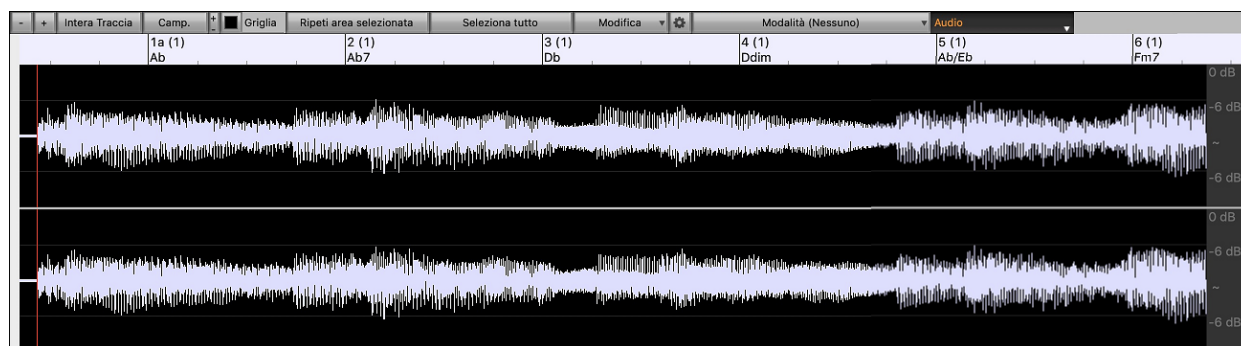 - + Intera Traccia Camp. + - Griglia Ripeti area selezionata Seleziona tutto Modifica Modalità (Nessuno) Audio
1a (1) 2 (1) 3 (1) 4 (1) 5 (1) 6 (1)
Ab Ab7 Db Ddim Ab/Eb Fm7
0 dB
-6 dB
~
-6 dB
0 dB
-6 dB
~
-6 dB